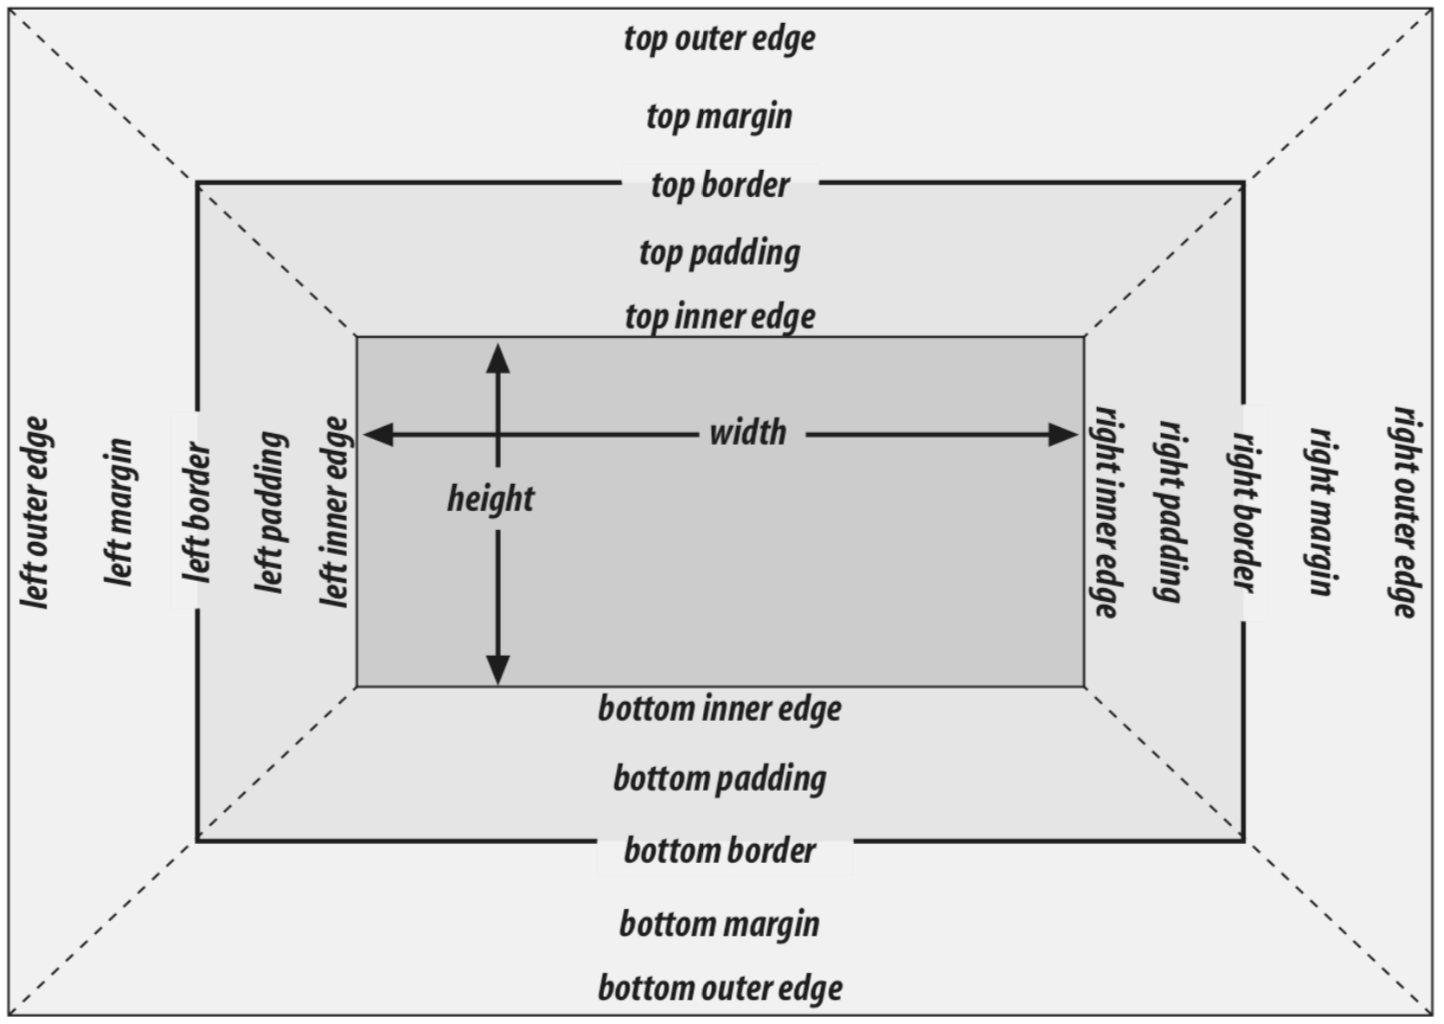 top outer edge
top margin
top border
top padding
top inner edge
left outer edge
left margin
left border
left padding
left inner edge
width
height
right inner edge
right padding
right border
right margin
right outer edge
bottom inner edge
bottom padding
bottom border
bottom margin
bottom outer edge